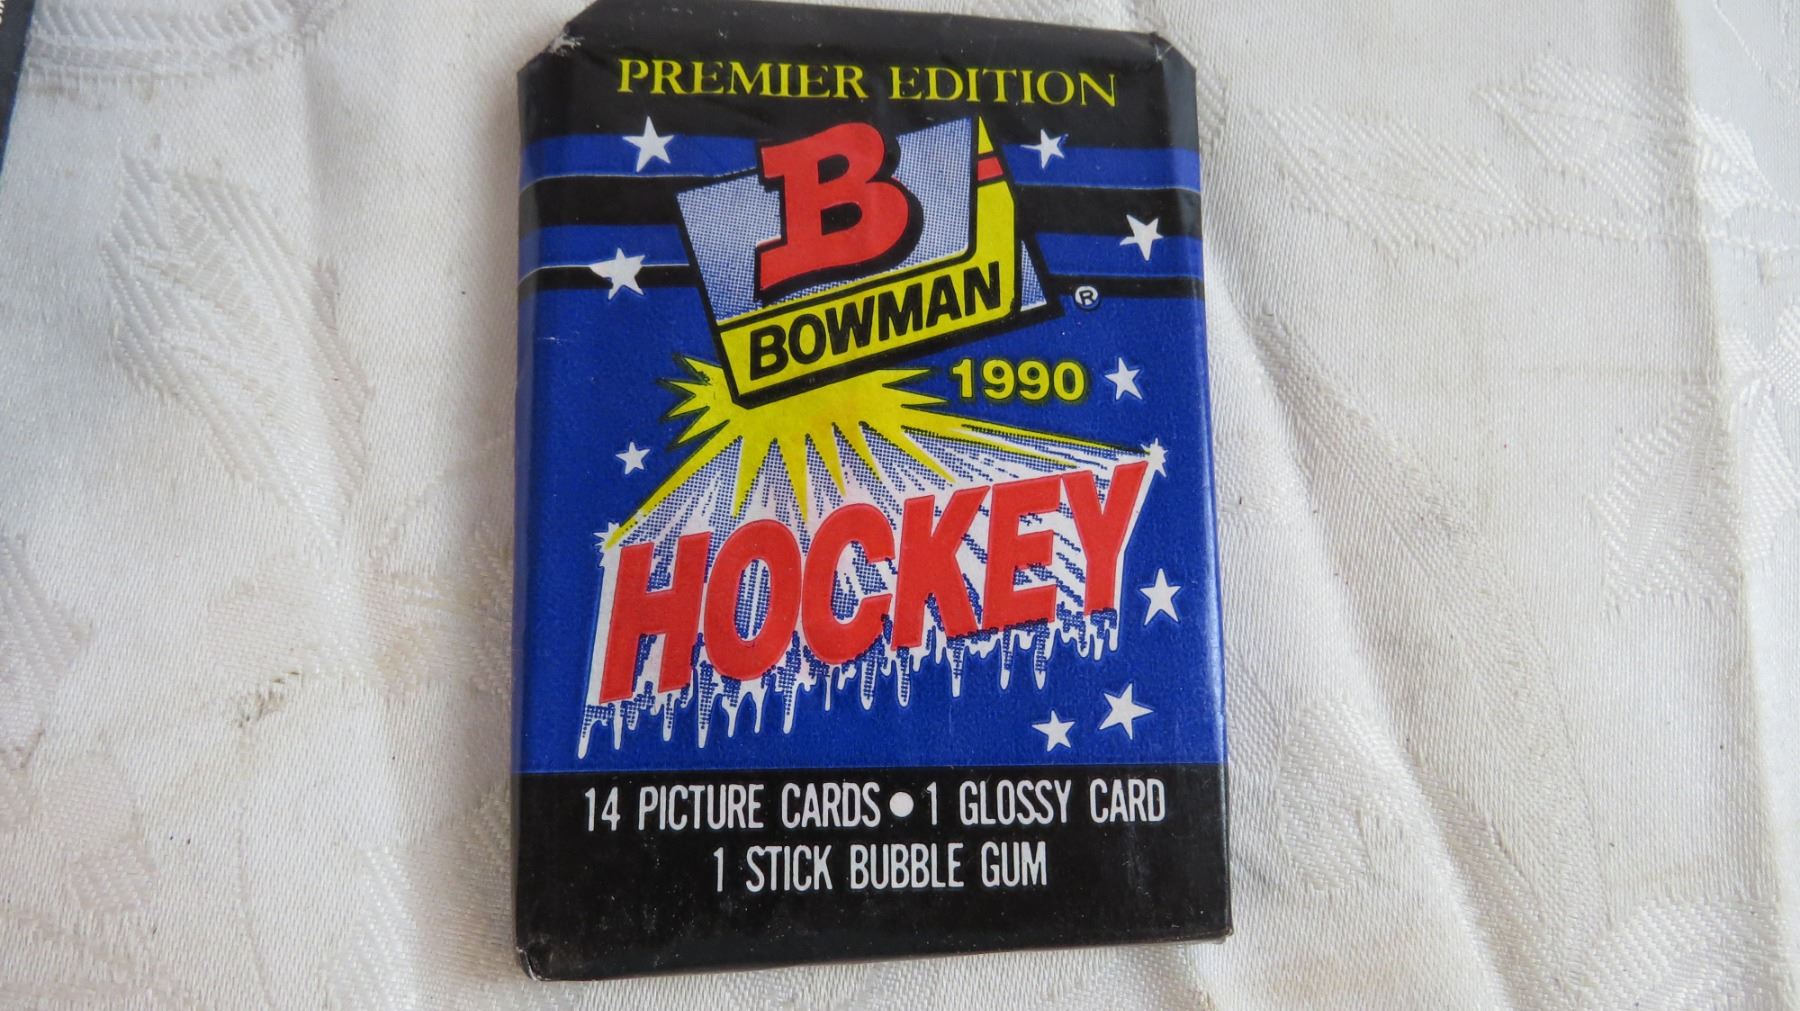 PREMIER EDITION
B
BOWMAN
®
1990
HOCKEY
14 PICTURE CARDS • 1 GLOSSY CARD
1 STICK BUBBLE GUM